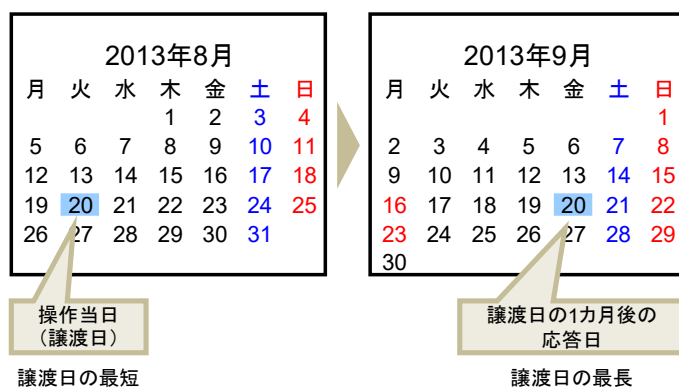 2013年8月
月 火 水 木 金 土 日
1 2 3 4
5 6 7 8 9 10 11
12 13 14 15 16 17 18
19 20 21 22 23 24 25
26 27 28 29 30 31
操作当日
（譲渡日）
譲渡日の最短
2013年9月
月 火 水 木 金 土 日
1
2 3 4 5 6 7 8
9 10 11 12 13 14 15
16 17 18 19 20 21 22
23 24 25 26 27 28 29
30
譲渡日の1カ月後の
応答日
譲渡日の最長